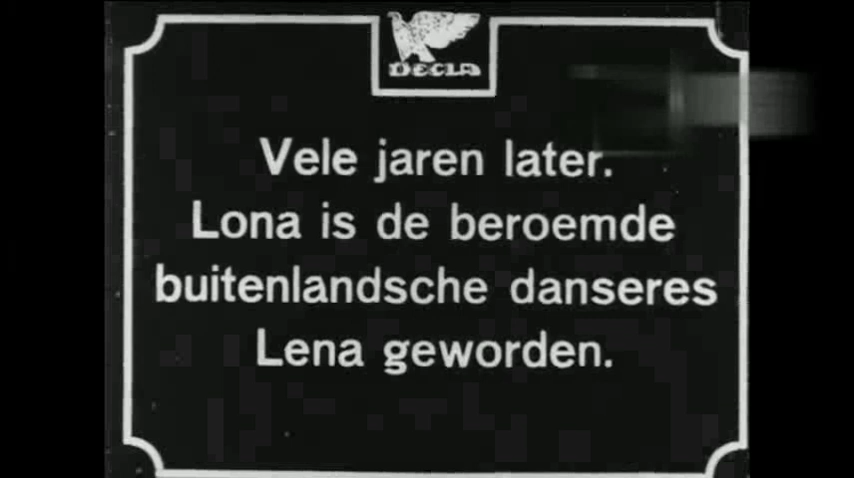 DECLA
Vele jaren later.
Lona is de beroemde
buitenlandsche danseres
Lena geworden.